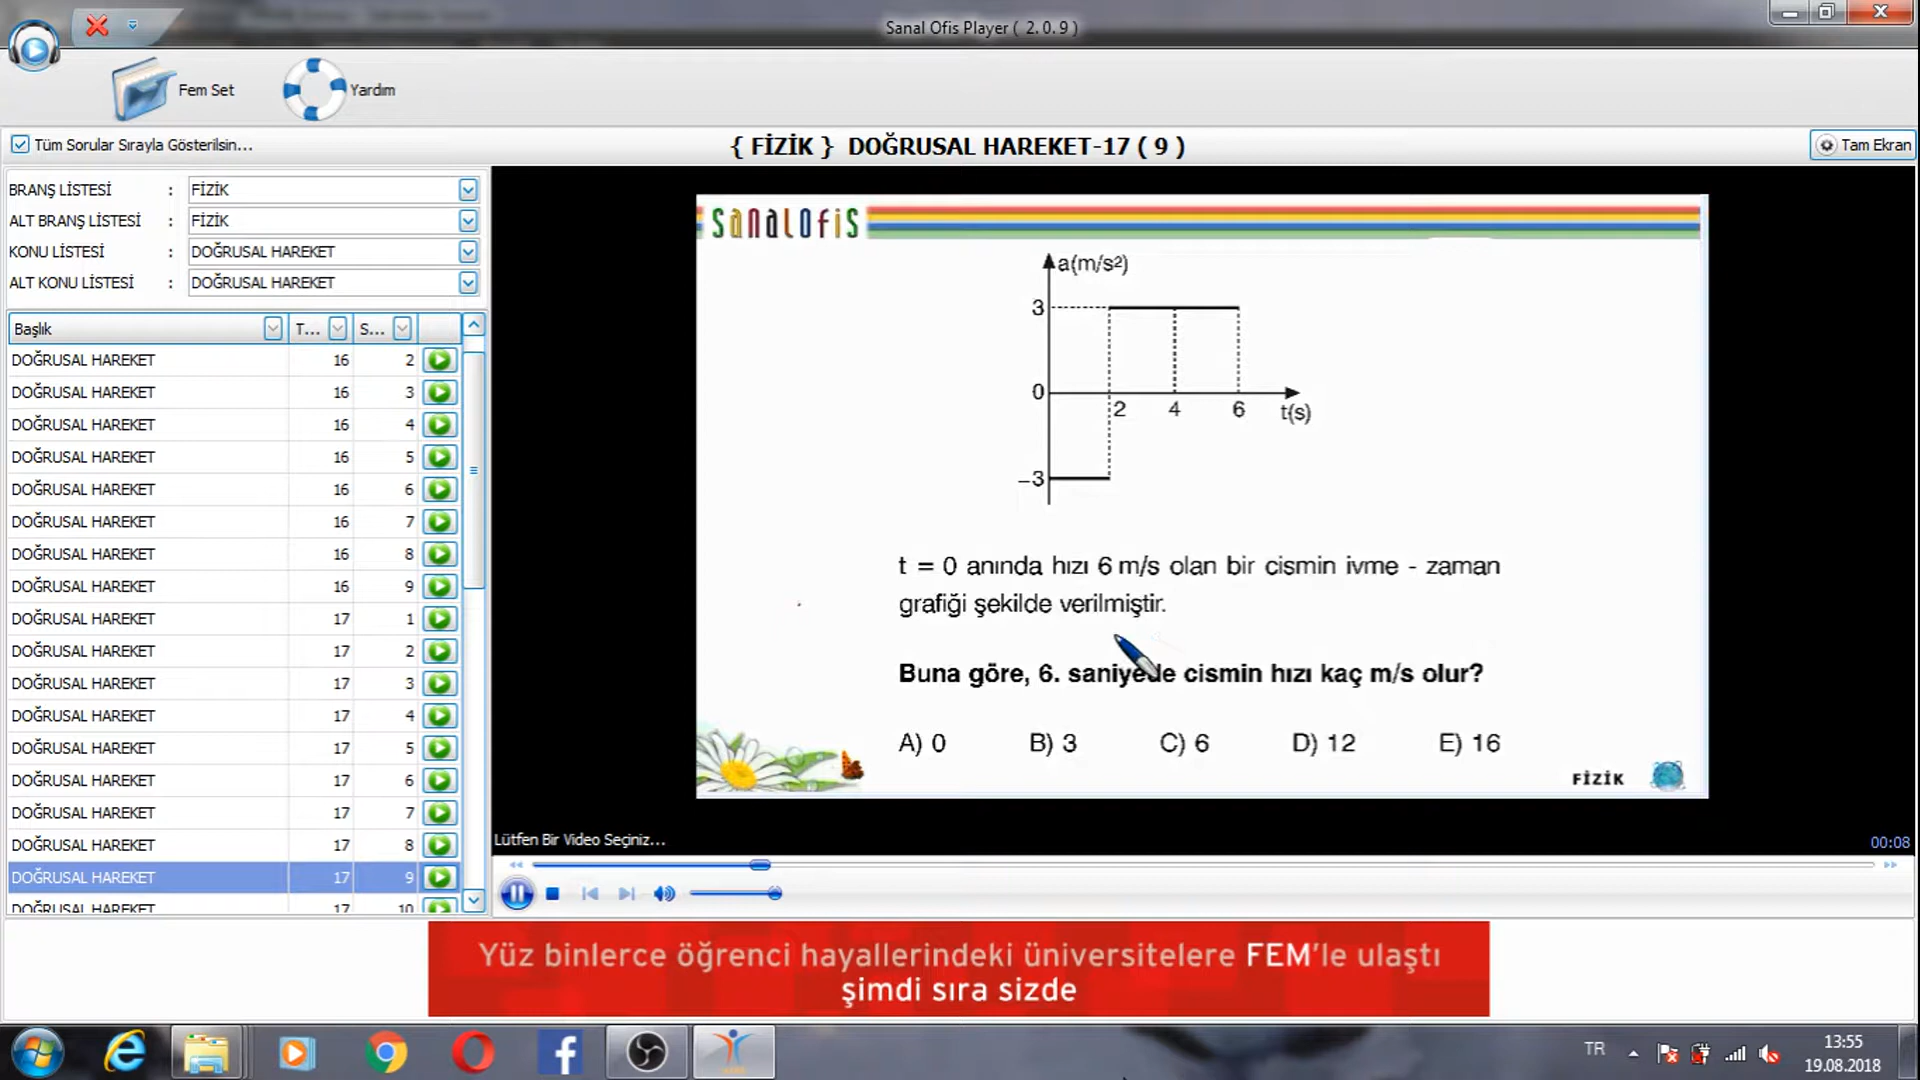 Sanal Ofis Player ( 2.0.9 )
Fem Set
Yardım
Tüm Sorular Sırayla Gösterilsin...
{ FİZİK } DOĞRUSAL HAREKET-17 ( 9 )
Tam Ekran
BRANŞ LİSTESİ : FİZİK
ALT BRANŞ LİSTESİ : FİZİK
KONU LİSTESİ : DOĞRUSAL HAREKET
ALT KONU LİSTESİ : DOĞRUSAL HAREKET
Başlık T... S...
DOĞRUSAL HAREKET 16 2
DOĞRUSAL HAREKET 16 3
DOĞRUSAL HAREKET 16 4
DOĞRUSAL HAREKET 16 5
DOĞRUSAL HAREKET 16 6
DOĞRUSAL HAREKET 16 7
DOĞRUSAL HAREKET 16 8
DOĞRUSAL HAREKET 16 9
DOĞRUSAL HAREKET 17 1
DOĞRUSAL HAREKET 17 2
DOĞRUSAL HAREKET 17 3
DOĞRUSAL HAREKET 17 4
DOĞRUSAL HAREKET 17 5
DOĞRUSAL HAREKET 17 6
DOĞRUSAL HAREKET 17 7
DOĞRUSAL HAREKET 17 8
DOĞRUSAL HAREKET 17 9
DOĞRUSAL HAREKET 17 10
sanalofis
a(m/s²)
3
0
2 4 6 t(s)
−3
t = 0 anında hızı 6 m/s olan bir cismin ivme - zaman
grafiği şekilde verilmiştir.
Buna göre, 6. saniyede cismin hızı kaç m/s olur?
A) 0 B) 3 C) 6 D) 12 E) 16
FİZİK
Lütfen Bir Video Seçiniz...
00:08
Yüz binlerce öğrenci hayallerindeki üniversitelere FEM'le ulaştı
şimdi sıra sizde
TR
13:55
19.08.2018